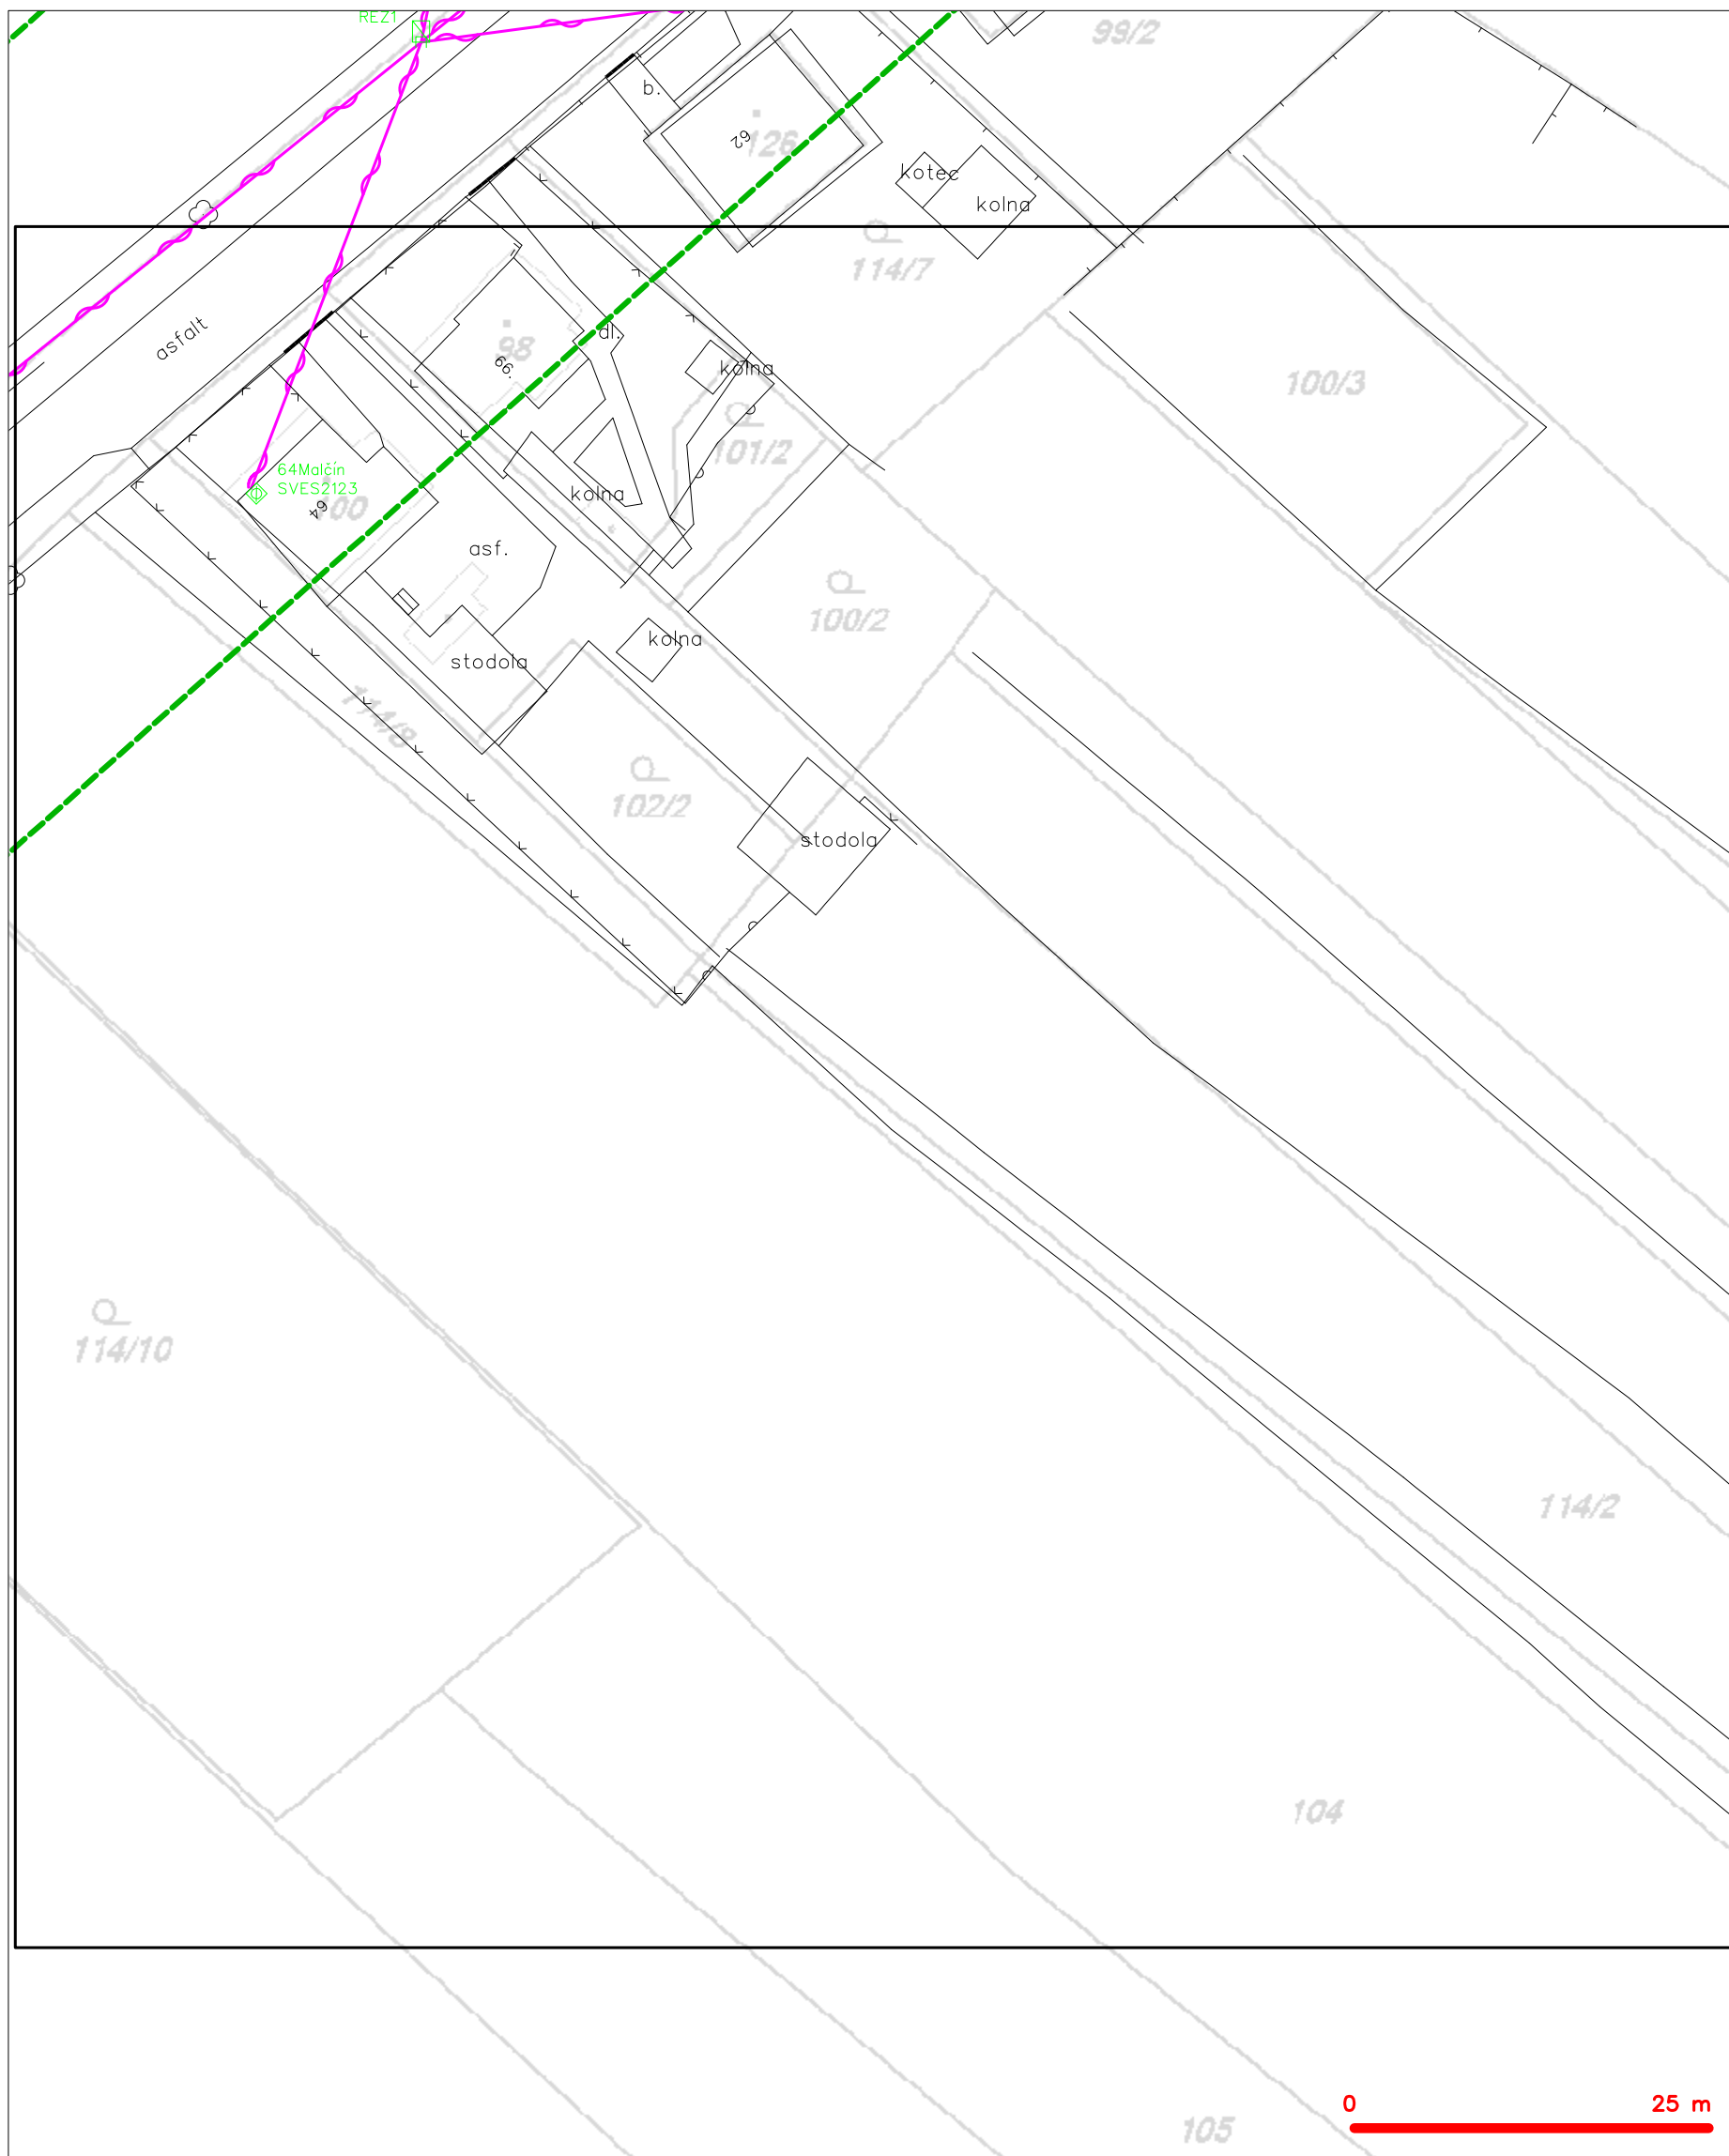 REZ1
99/2
b.
62
126
kotec
kolna
114/7
asfalt
dl.
98
66.
kolna
100/3
101/2
64Malčín
SVES2123
kolna
100
64
asf.
100/2
kolna
stodola
114/8
102/2
stodola
114/10
114/2
104
0 25 m
105